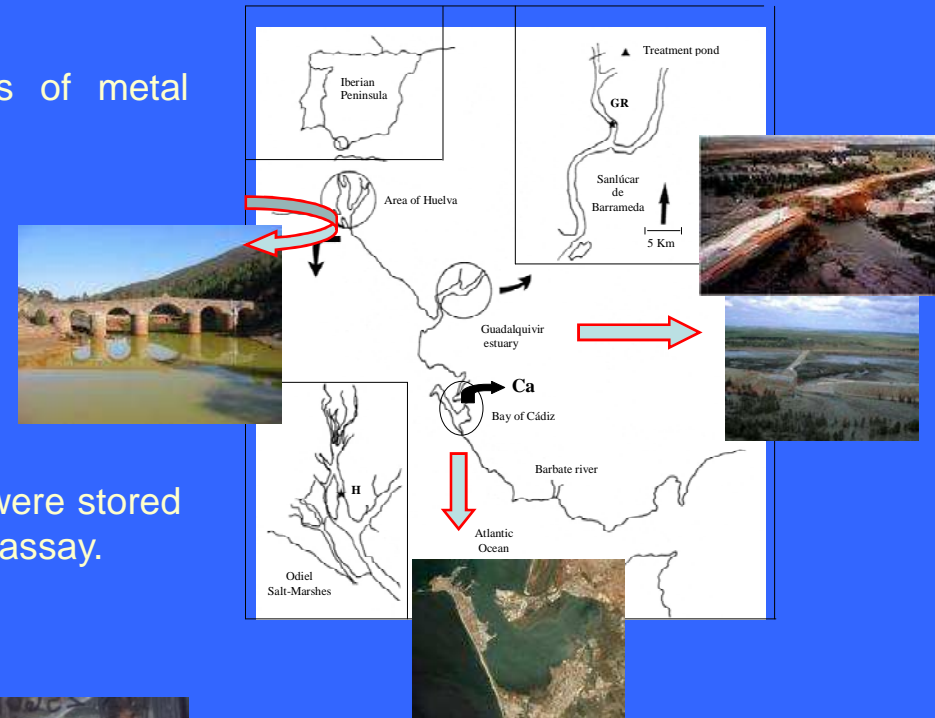 s of metal
were stored
assay.
Iberian
Peninsula
Treatment pond
GR
Sanlúcar
de
Barrameda
5 Km
Area of Huelva
Guadalquivir
estuary
Ca
Bay of Cádiz
Barbate river
H
Atlantic
Ocean
Odiel
Salt-Marshes